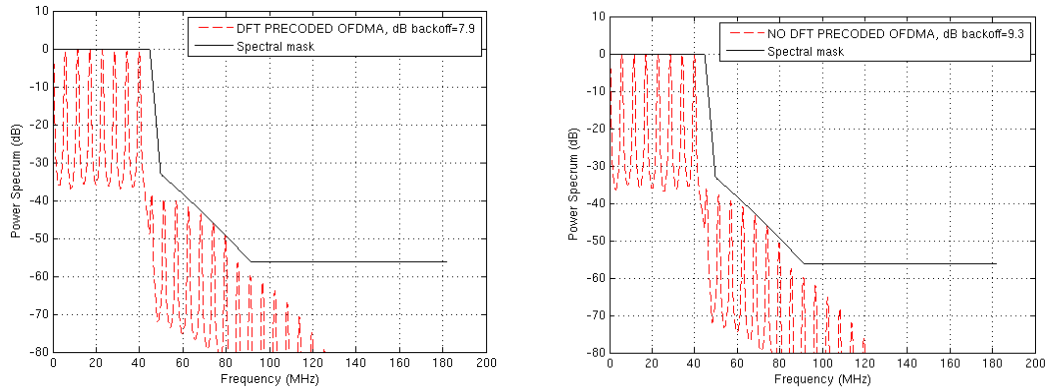 10
0
-10
-20
-30
-40
-50
-60
-70
-80
0 20 40 60 80 100 120 140 160 180 200
Power Specrum (dB)
Frequency (MHz)
DFT PRECODED OFDMA, dB backoff=7.9
Spectral mask
10
0
-10
-20
-30
-40
-50
-60
-70
-80
0 20 40 60 80 100 120 140 160 180 200
Power Specrum (dB)
Frequency (MHz)
NO DFT PRECODED OFDMA, dB backoff=9.3
Spectral mask